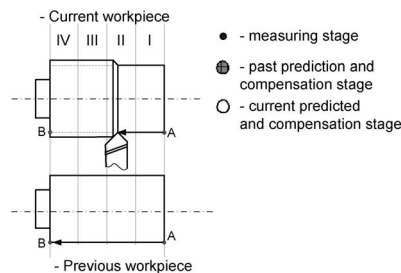 - Current workpiece
IV III II I
B A
B A
- Previous workpiece
- measuring stage
- past prediction and
compensation stage
- current predicted
and compensation stage